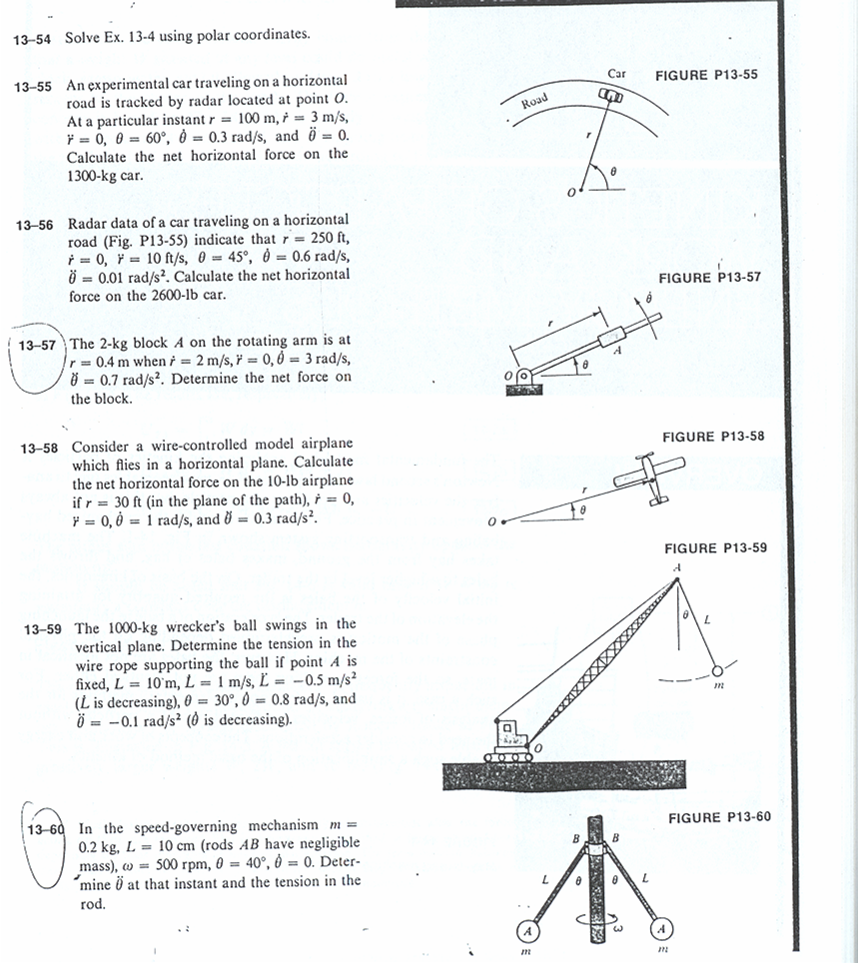 13–54 Solve Ex. 13-4 using polar coordinates.
13–55 An experimental car traveling on a horizontal
road is tracked by radar located at point O.
At a particular instant r = 100 m, ṙ = 3 m/s,
r̈ = 0, θ = 60°, θ̇ = 0.3 rad/s, and θ̈ = 0.
Calculate the net horizontal force on the
1300-kg car.
FIGURE P13-55
Car
Road
r
θ
O
13–56 Radar data of a car traveling on a horizontal
road (Fig. P13-55) indicate that r = 250 ft,
ṙ = 0, r̈ = 10 ft/s, θ = 45°, θ̇ = 0.6 rad/s,
θ̈ = 0.01 rad/s². Calculate the net horizontal
force on the 2600-lb car.
13–57 The 2-kg block A on the rotating arm is at
r = 0.4 m when ṙ = 2 m/s, r̈ = 0, θ̇ = 3 rad/s,
θ̈ = 0.7 rad/s². Determine the net force on
the block.
FIGURE P13-57
θ̇
r
A
θ
O
13–58 Consider a wire-controlled model airplane
which flies in a horizontal plane. Calculate
the net horizontal force on the 10-lb airplane
if r = 30 ft (in the plane of the path), ṙ = 0,
r̈ = 0, θ̇ = 1 rad/s, and θ̈ = 0.3 rad/s².
FIGURE P13-58
r
θ
O
13–59 The 1000-kg wrecker's ball swings in the
vertical plane. Determine the tension in the
wire rope supporting the ball if point A is
fixed, L = 10 m, L̇ = 1 m/s, L̈ = −0.5 m/s²
(L̇ is decreasing), θ = 30°, θ̇ = 0.8 rad/s, and
θ̈ = −0.1 rad/s² (θ̇ is decreasing).
FIGURE P13-59
A
θ L
m
O
13–60 In the speed-governing mechanism m =
0.2 kg, L = 10 cm (rods AB have negligible
mass), ω = 500 rpm, θ = 40°, θ̇ = 0. Deter-
mine θ̈ at that instant and the tension in the
rod.
FIGURE P13-60
B B
L θ θ L
A ω A
m m